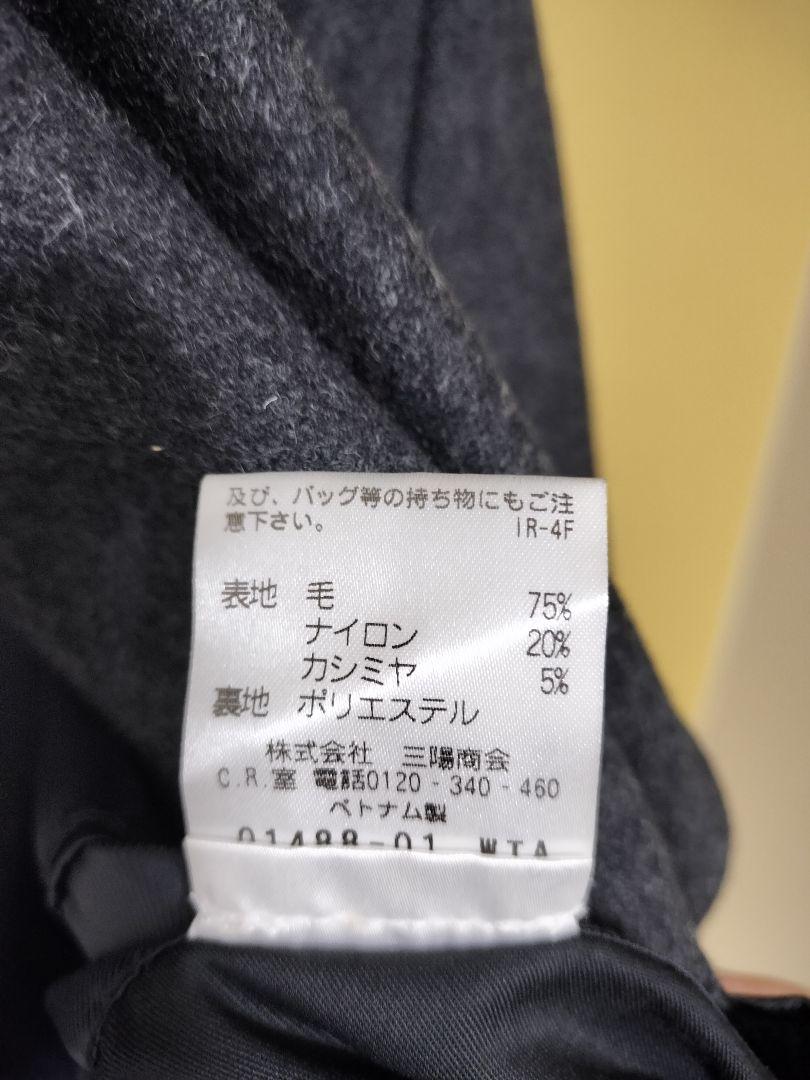 及び、バッグ等の持ち物にもご注
意下さい。 IR-4F
表地 毛 75%
ナイロン 20%
カシミヤ 5%
裏地 ポリエステル
株式会社 三陽商会
C.R.室 電話0120-340-460
ベトナム製
01488-01 WTA